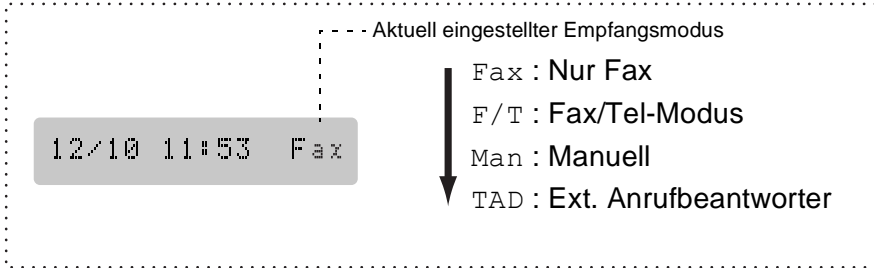 Aktuell eingestellter Empfangsmodus
Fax : Nur Fax
F/T : Fax/Tel-Modus
12/10 11:53 Fax
Man : Manuell
TAD : Ext. Anrufbeantworter